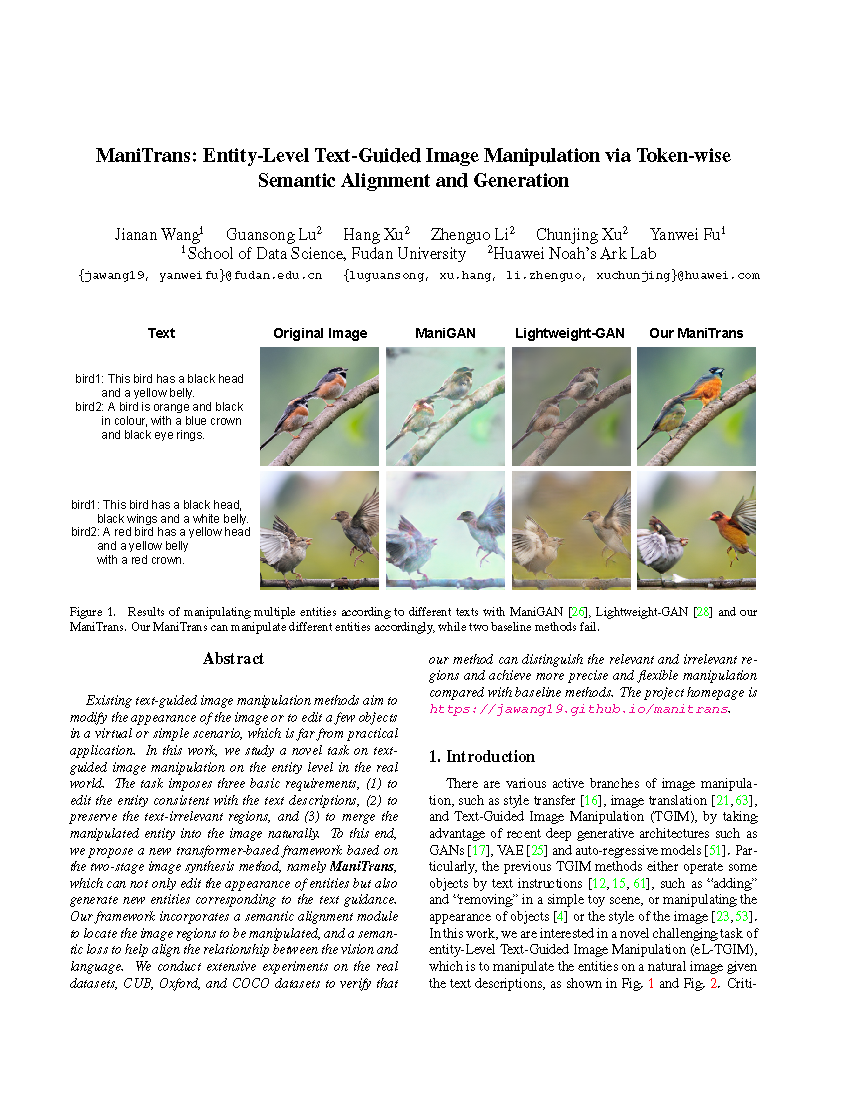 ManiTrans: Entity-Level Text-Guided Image Manipulation via Token-wise
Semantic Alignment and Generation
Jianan Wang1 Guansong Lu2 Hang Xu2 Zhenguo Li2 Chunjing Xu2 Yanwei Fu1
1School of Data Science, Fudan University 2Huawei Noah's Ark Lab
{jawang19, yanweifu}@fudan.edu.cn {luguansong, xu.hang, li.zhenguo, xuchunjing}@huawei.com
Text Original Image ManiGAN Lightweight-GAN Our ManiTrans
bird1: This bird has a black head
and a yellow belly.
bird2: A bird is orange and black
in colour, with a blue crown
and black eye rings.
bird1: This bird has a black head,
black wings and a white belly.
bird2: A red bird has a yellow head
and a yellow belly
with a red crown.
Figure 1. Results of manipulating multiple entities according to different texts with ManiGAN [26], Lightweight-GAN [28] and our
ManiTrans. Our ManiTrans can manipulate different entities accordingly, while two baseline methods fail.
Abstract
Existing text-guided image manipulation methods aim to
modify the appearance of the image or to edit a few objects
in a virtual or simple scenario, which is far from practical
application. In this work, we study a novel task on text-
guided image manipulation on the entity level in the real
world. The task imposes three basic requirements, (1) to
edit the entity consistent with the text descriptions, (2) to
preserve the text-irrelevant regions, and (3) to merge the
manipulated entity into the image naturally. To this end,
we propose a new transformer-based framework based on
the two-stage image synthesis method, namely ManiTrans,
which can not only edit the appearance of entities but also
generate new entities corresponding to the text guidance.
Our framework incorporates a semantic alignment module
to locate the image regions to be manipulated, and a seman-
tic loss to help align the relationship between the vision and
language. We conduct extensive experiments on the real
datasets, CUB, Oxford, and COCO datasets to verify that
our method can distinguish the relevant and irrelevant re-
gions and achieve more precise and flexible manipulation
compared with baseline methods. The project homepage is
https://jawang19.github.io/manitrans.
1. Introduction
There are various active branches of image manipula-
tion, such as style transfer [16], image translation [21,63],
and Text-Guided Image Manipulation (TGIM), by taking
advantage of recent deep generative architectures such as
GANs [17], VAE [25] and auto-regressive models [51]. Par-
ticularly, the previous TGIM methods either operate some
objects by text instructions [12, 15, 61], such as “adding”
and “removing” in a simple toy scene, or manipulating the
appearance of objects [4] or the style of the image [23,53].
In this work, we are interested in a novel challenging task of
entity-Level Text-Guided Image Manipulation (eL-TGIM),
which is to manipulate the entities on a natural image given
the text descriptions, as shown in Fig. 1 and Fig. 2. Criti-